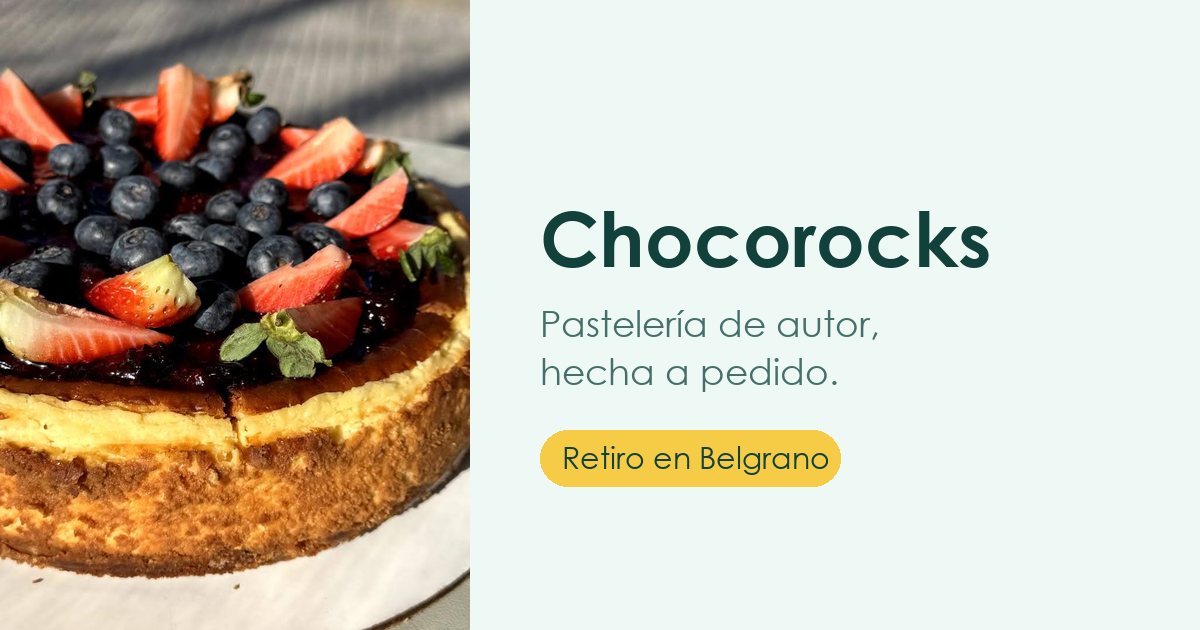 Chocorocks
Pastelería de autor,
hecha a pedido.
Retiro en Belgrano